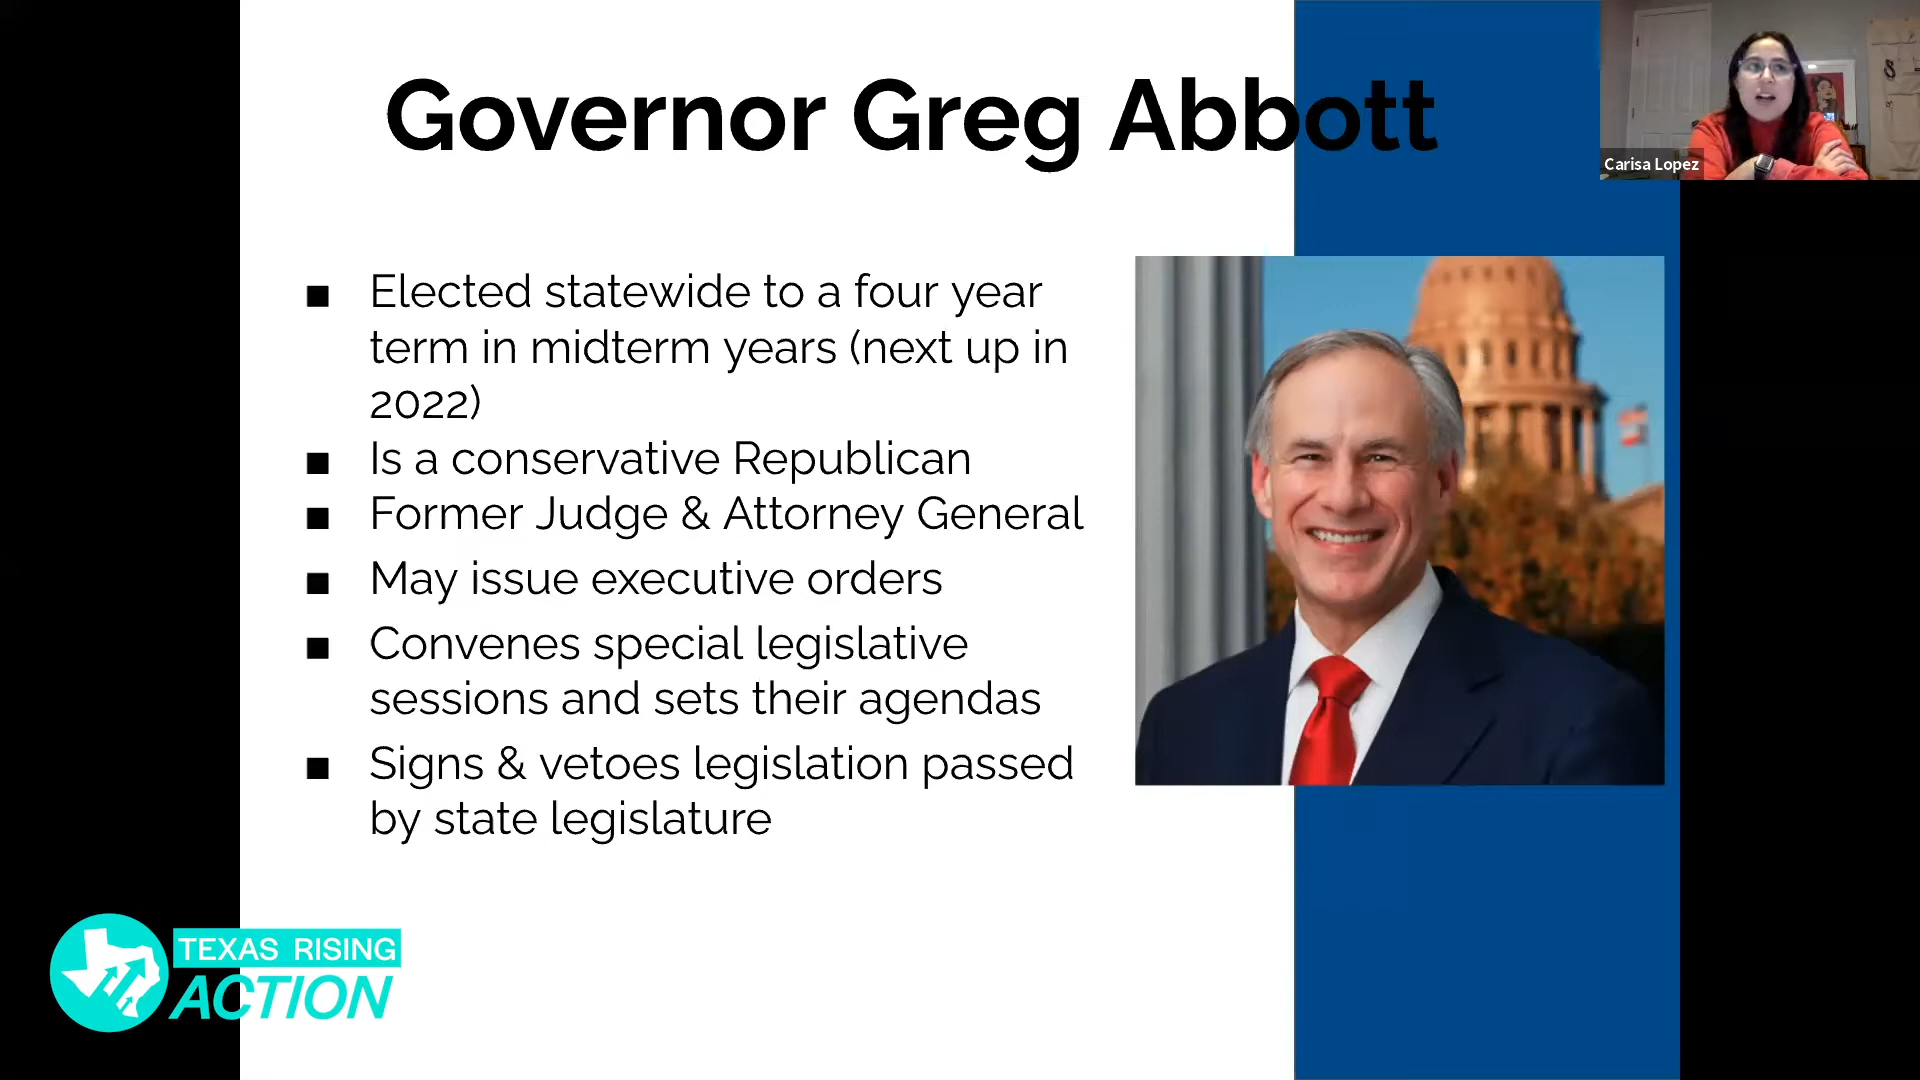 Governor Greg Abbott
Carisa Lopez
■ Elected statewide to a four year
term in midterm years (next up in
2022)
■ Is a conservative Republican
■ Former Judge & Attorney General
■ May issue executive orders
■ Convenes special legislative
sessions and sets their agendas
■ Signs & vetoes legislation passed
by state legislature
TEXAS RISING
ACTION